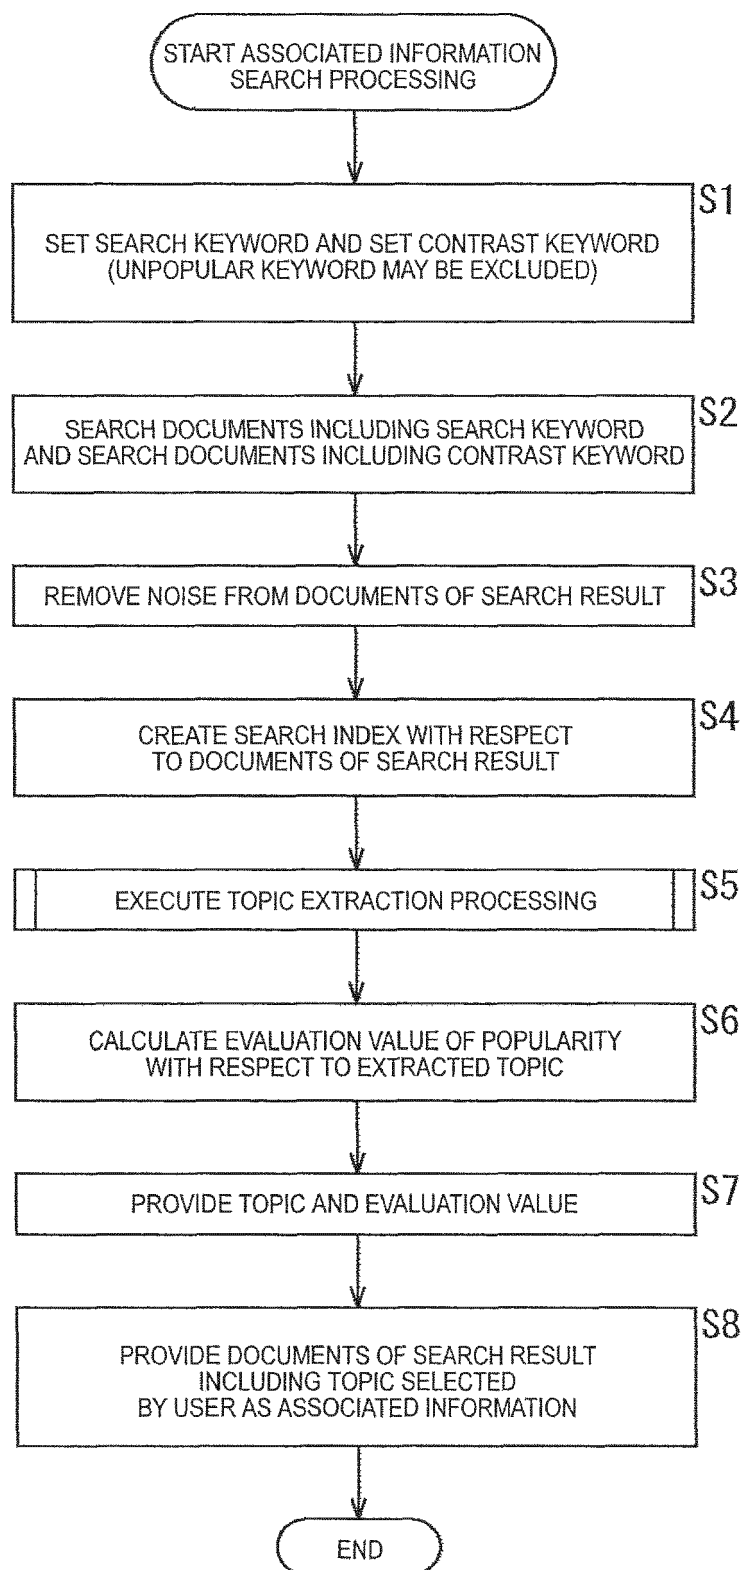 START ASSOCIATED INFORMATION
SEARCH PROCESSING
S1
SET SEARCH KEYWORD AND SET CONTRAST KEYWORD
(UNPOPULAR KEYWORD MAY BE EXCLUDED)
S2
SEARCH DOCUMENTS INCLUDING SEARCH KEYWORD
AND SEARCH DOCUMENTS INCLUDING CONTRAST KEYWORD
S3
REMOVE NOISE FROM DOCUMENTS OF SEARCH RESULT
S4
CREATE SEARCH INDEX WITH RESPECT
TO DOCUMENTS OF SEARCH RESULT
S5
EXECUTE TOPIC EXTRACTION PROCESSING
S6
CALCULATE EVALUATION VALUE OF POPULARITY
WITH RESPECT TO EXTRACTED TOPIC
S7
PROVIDE TOPIC AND EVALUATION VALUE
S8
PROVIDE DOCUMENTS OF SEARCH RESULT
INCLUDING TOPIC SELECTED
BY USER AS ASSOCIATED INFORMATION
END